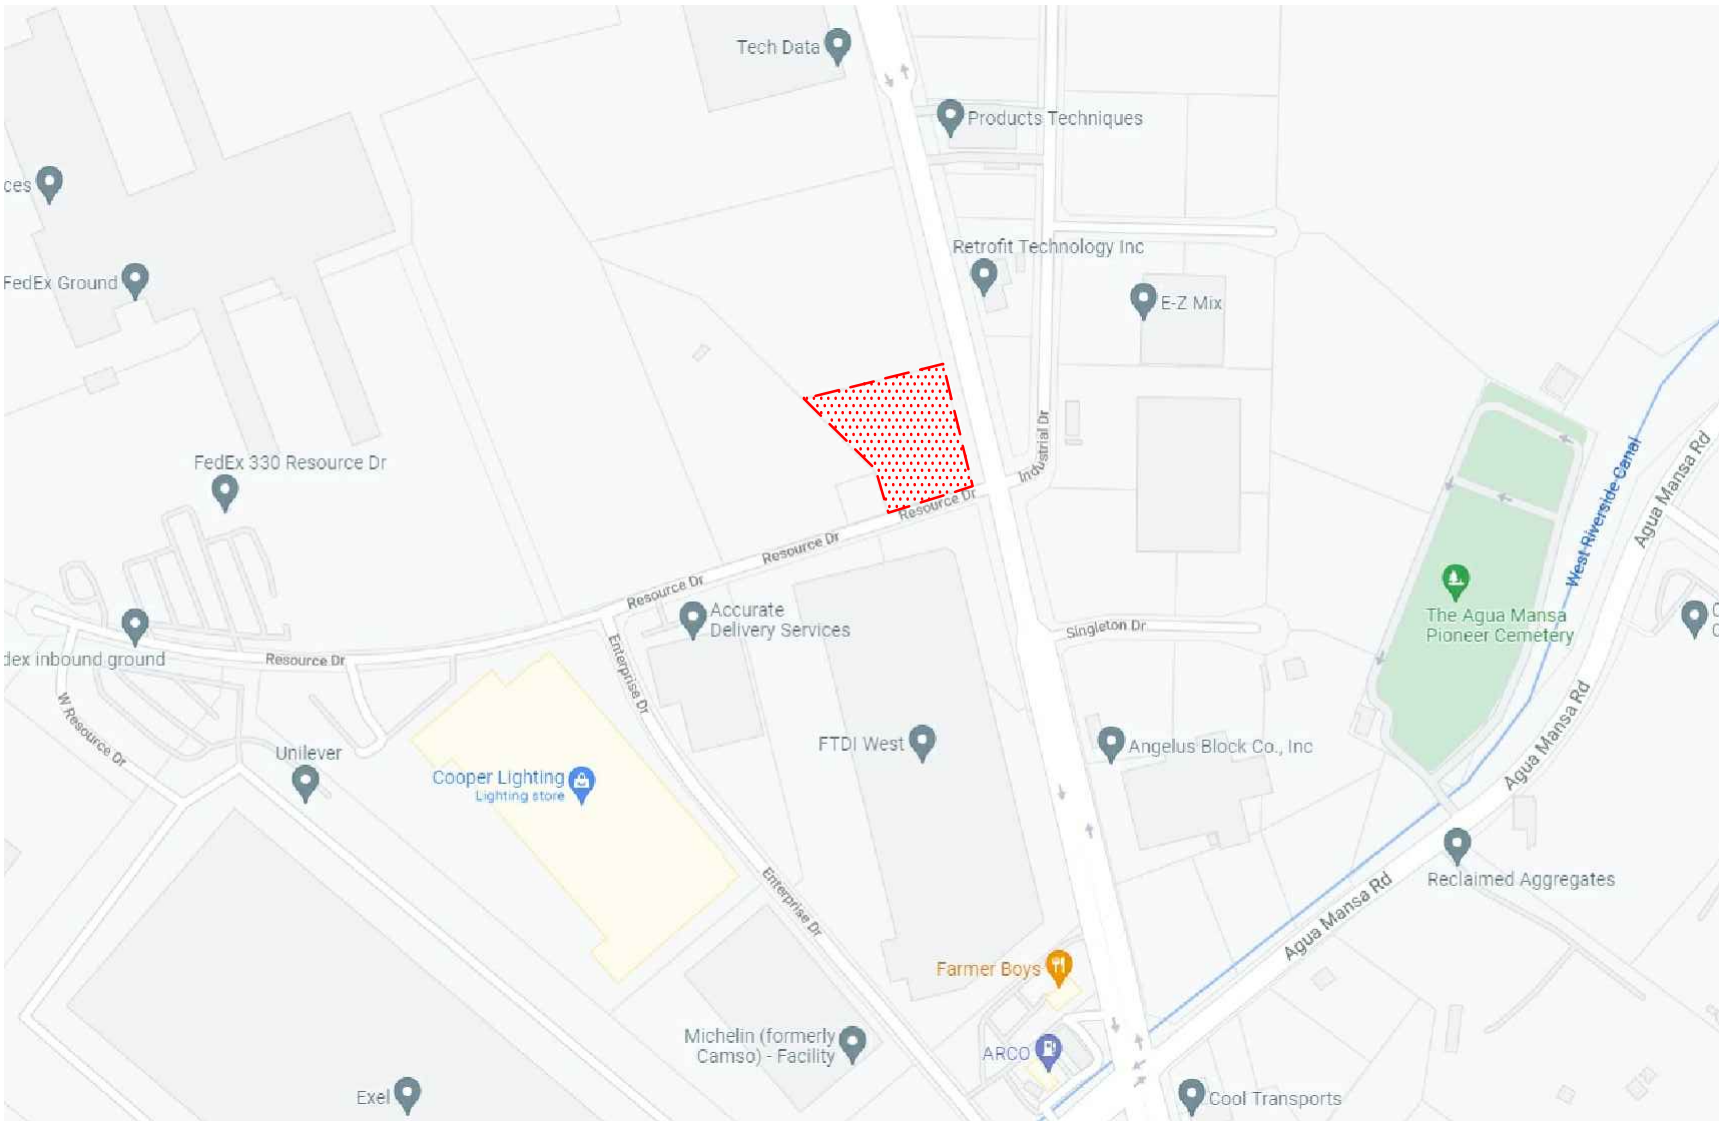 Tech Data
Products Techniques
ces
Retrofit Technology Inc
FedEx Ground
E-Z Mix
Industrial Dr
FedEx 330 Resource Dr
Resource Dr
Resource Dr
Resource Dr
Resource Dr
West Riverside Canal
Agua Mansa Rd
The Agua Mansa
Pioneer Cemetery
Accurate
Delivery Services
Singleton Dr
Enterprise Dr
dex inbound ground
W Resource Dr
Unilever
Cooper Lighting
Lighting store
FTDI West
Angelus Block Co., Inc
Agua Mansa Rd
Enterprise Dr
Reclaimed Aggregates
Agua Mansa Rd
Farmer Boys
Michelin (formerly
Camso) - Facility
ARCO
Exel
Cool Transports